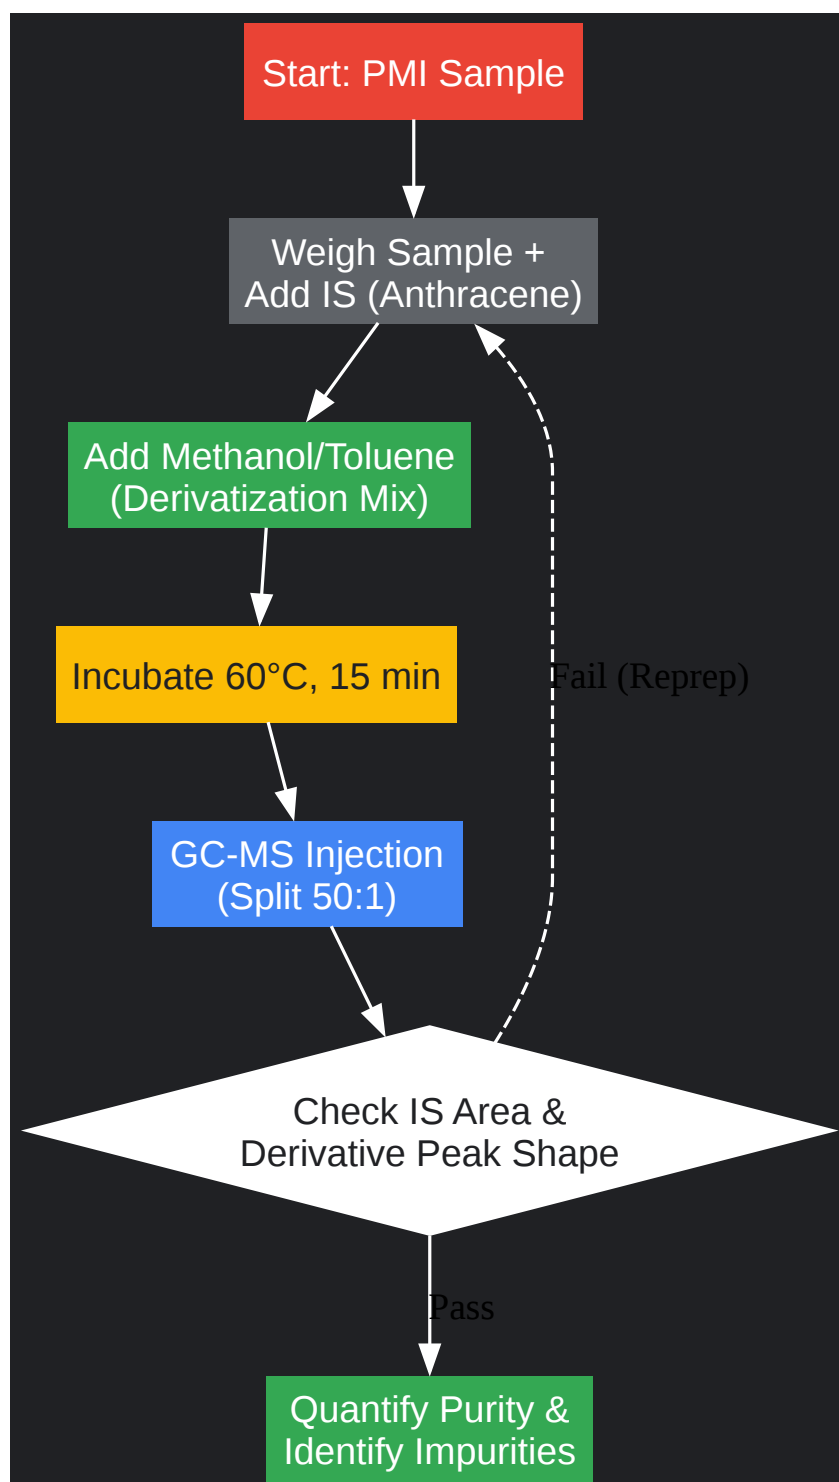 Start: PMI Sample
Weigh Sample +
Add IS (Anthracene)
Add Methanol/Toluene
(Derivatization Mix)
Incubate 60°C, 15 min
Fail (Reprep)
GC-MS Injection
(Split 50:1)
Check IS Area &
Derivative Peak Shape
Pass
Quantify Purity &
Identify Impurities